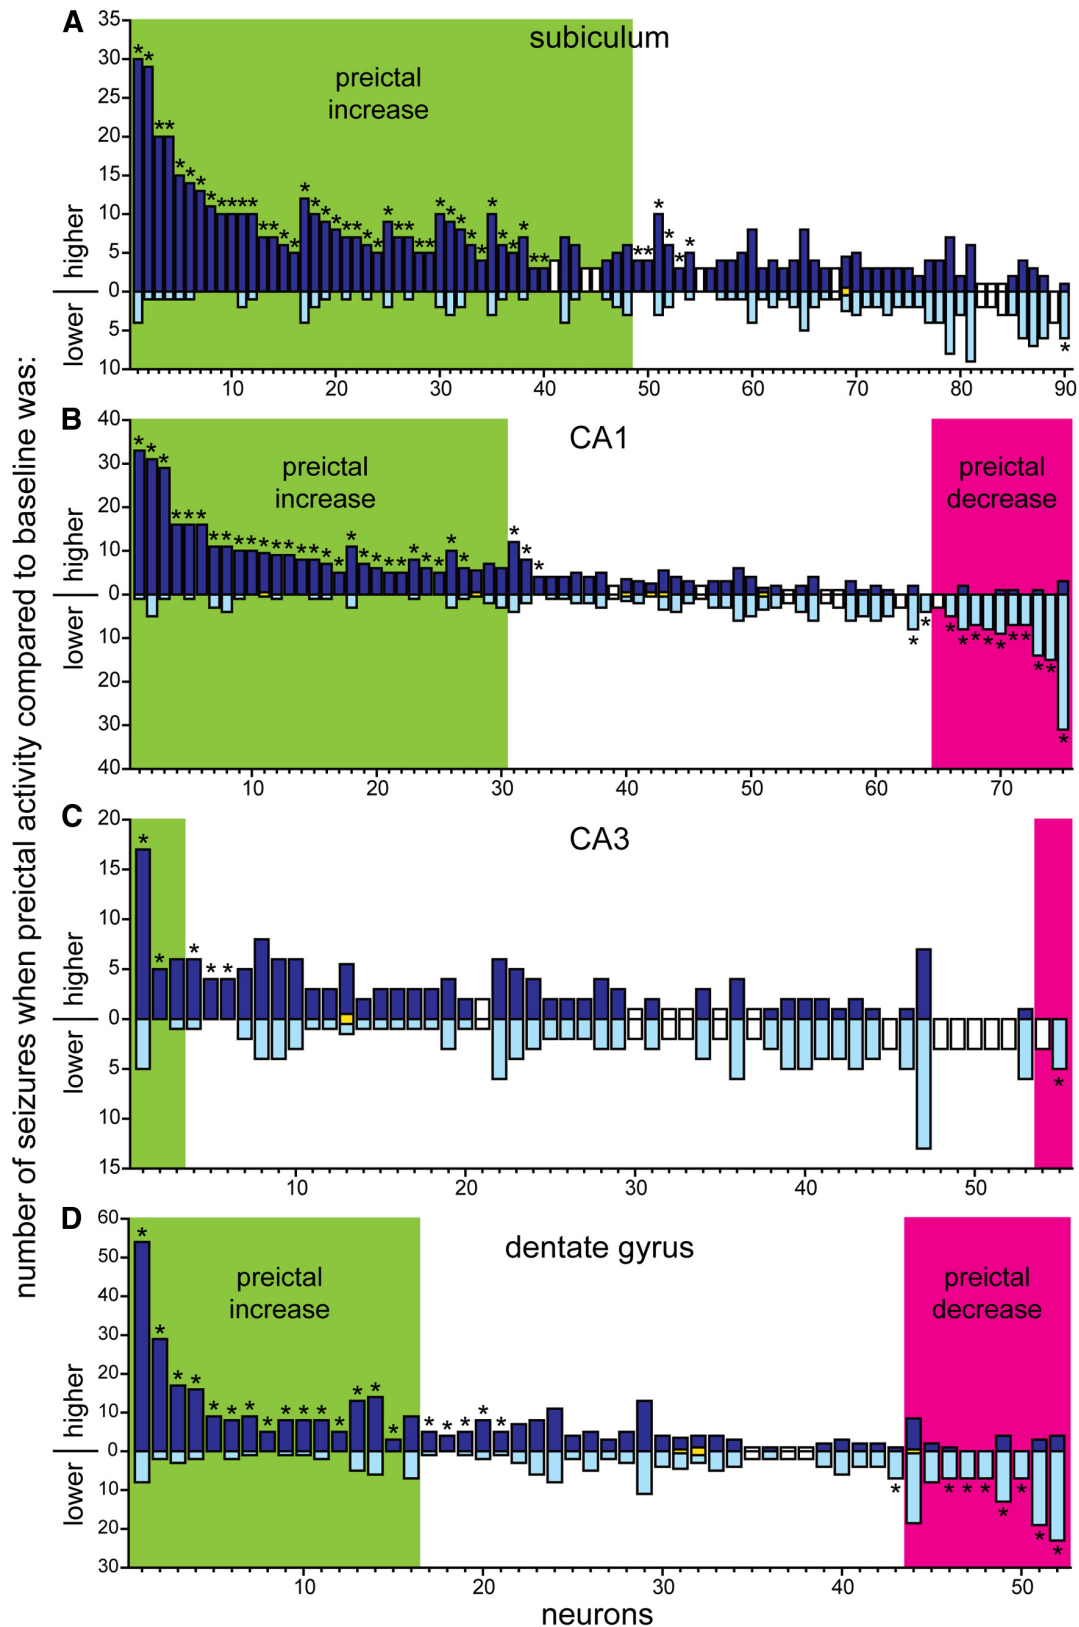 number of seizures when preictal activity compared to baseline was:
A
subiculum
preictal
increase
higher
lower
35
30
25
20
15
10
5
0
5
10
10
20
30
40
50
60
70
80
90
B
CA1
preictal
increase
preictal
decrease
higher
lower
40
30
20
10
0
10
20
30
40
10
20
30
40
50
60
70
C
CA3
higher
lower
20
15
10
5
0
5
10
15
10
20
30
40
50
D
dentate gyrus
preictal
increase
preictal
decrease
higher
lower
60
50
40
30
20
10
0
10
20
30
10
20
30
40
50
neurons